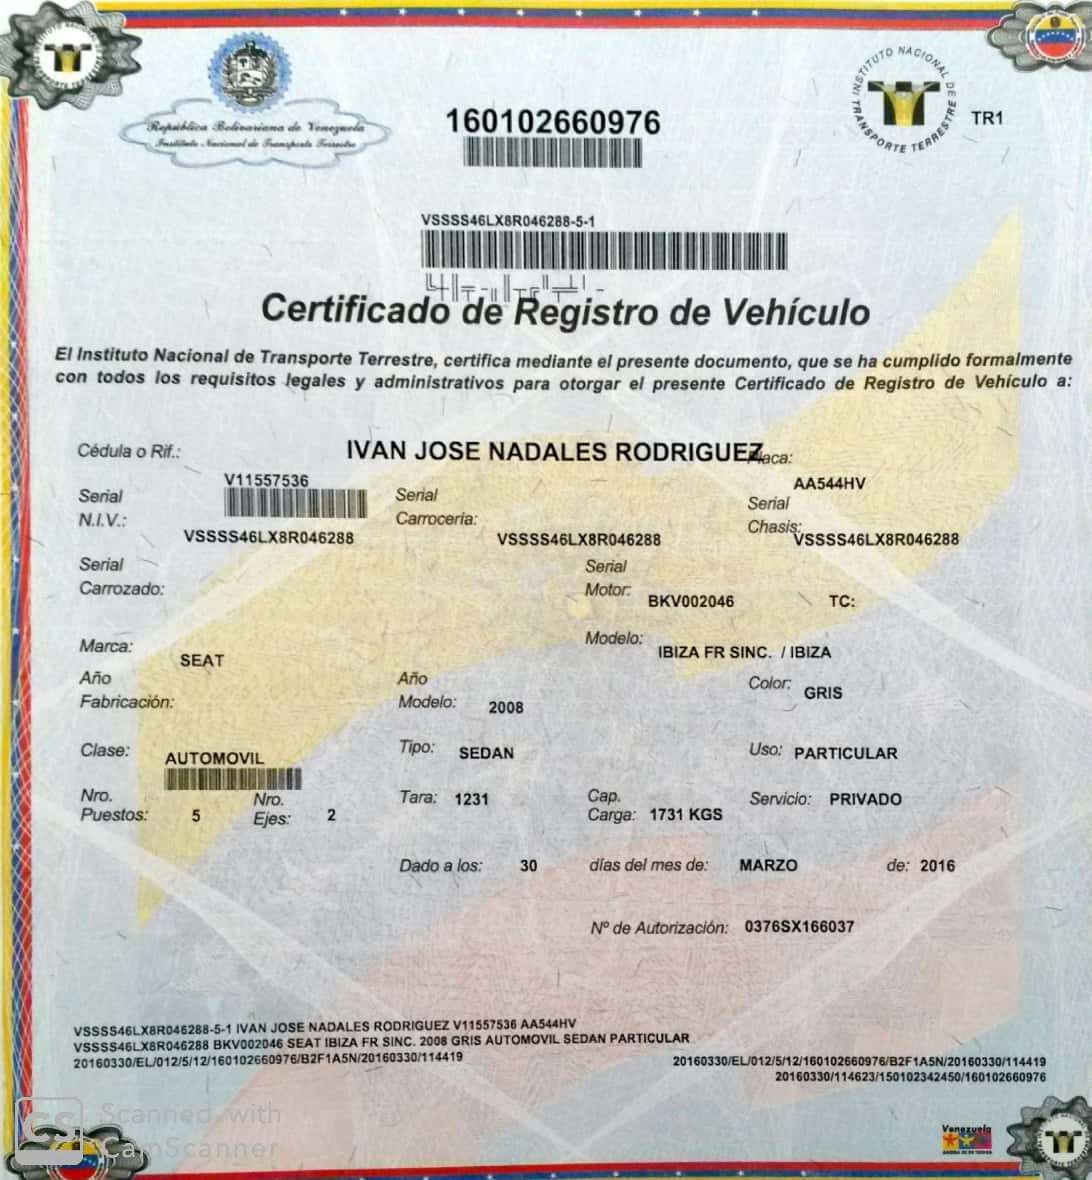 República Bolivariana de Venezuela
Instituto Nacional de Transporte Terrestre
160102660976
INSTITUTO NACIONAL DE TRANSPORTE TERRESTRE
TR1
VSSSS46LX8R046288-5-1
Certificado de Registro de Vehículo
El Instituto Nacional de Transporte Terrestre, certifica mediante el presente documento, que se ha cumplido formalmente
con todos los requisitos legales y administrativos para otorgar el presente Certificado de Registro de Vehículo a:
Cédula o Rif.: IVAN JOSE NADALES RODRIGUEZ Placa:
V11557536 AA544HV
Serial Serial Serial
N.I.V.: Carrocería: Chasis:
VSSSS46LX8R046288 VSSSS46LX8R046288 VSSSS46LX8R046288
Serial Serial
Carrozado: Motor: BKV002046 TC:
Marca: SEAT Modelo: IBIZA FR SINC. / IBIZA
Año Año Color: GRIS
Fabricación: Modelo: 2008
Clase: AUTOMOVIL Tipo: SEDAN Uso: PARTICULAR
Nro. Nro. Tara: 1231 Cap. Servicio: PRIVADO
Puestos: 5 Ejes: 2 Carga: 1731 KGS
Dado a los: 30 días del mes de: MARZO de: 2016
Nº de Autorización: 0376SX166037
VSSSS46LX8R046288-5-1 IVAN JOSE NADALES RODRIGUEZ V11557536 AA544HV
VSSSS46LX8R046288 BKV002046 SEAT IBIZA FR SINC. 2008 GRIS AUTOMOVIL SEDAN PARTICULAR
20160330/EL/012/5/12/160102660976/B2F1A5N/20160330/114419
20160330/EL/012/5/12/160102660976/B2F1A5N/20160330/114419
20160330/114623/150102342450/160102660976
CS Scanned with
CamScanner
Venezuela